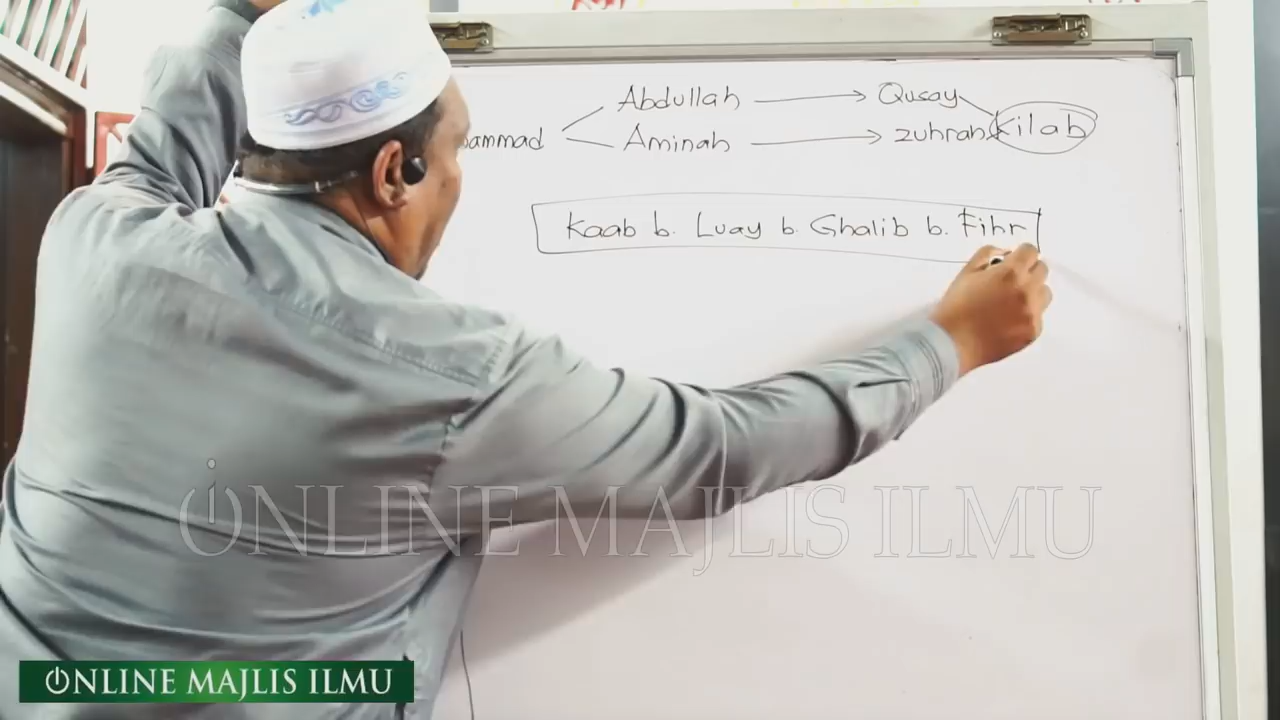 Abdullah → Qusay
ammad Aminah → zuhrah Kilab
Kaab b. Luay b. Ghalib b. Fihr
ONLINE MAJLIS ILMU
ONLINE MAJLIS ILMU